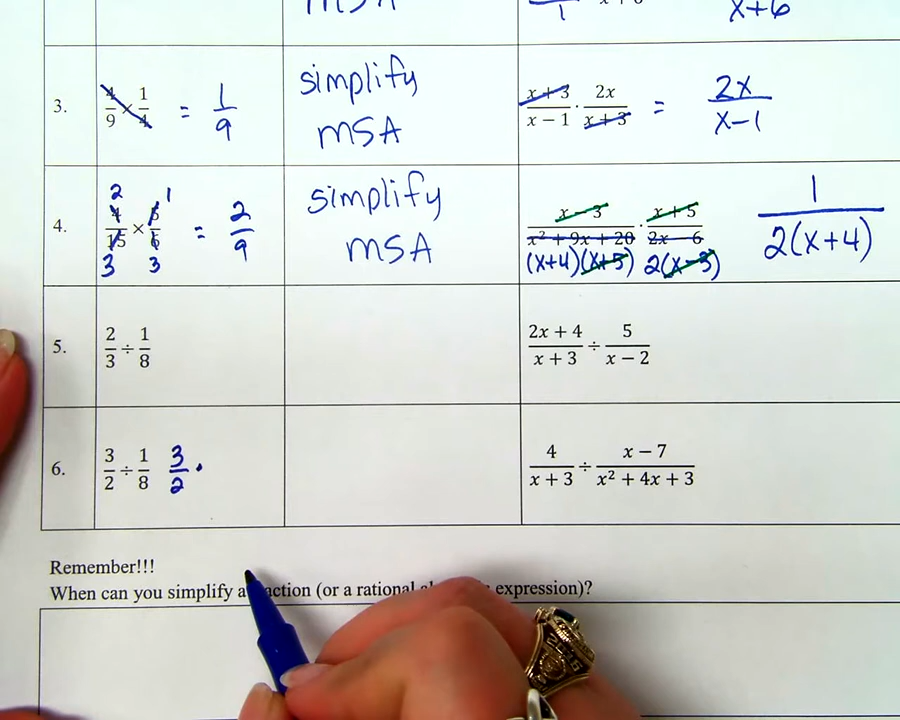 MSA 1 x+6
3. 4/9 × 1/4 = 1/9 simplify MSA (x + 3)/(x − 1) · 2x/(x + 3) = 2x/(x−1)
4. 2 1 4/15 × 5/6 3 3 = 2/9 simplify MSA (x − 3)/(x² + 9x + 20) · (x + 5)/(2x − 6) (x+4)(x+5) 2(x−3) 1/(2(x+4))
5. 2/3 ÷ 1/8 (2x + 4)/(x + 3) ÷ 5/(x − 2)
6. 3/2 ÷ 1/8 3/2 · 4/(x + 3) ÷ (x − 7)/(x² + 4x + 3)
Remember!!!
When can you simplify a (or a rational expression)?